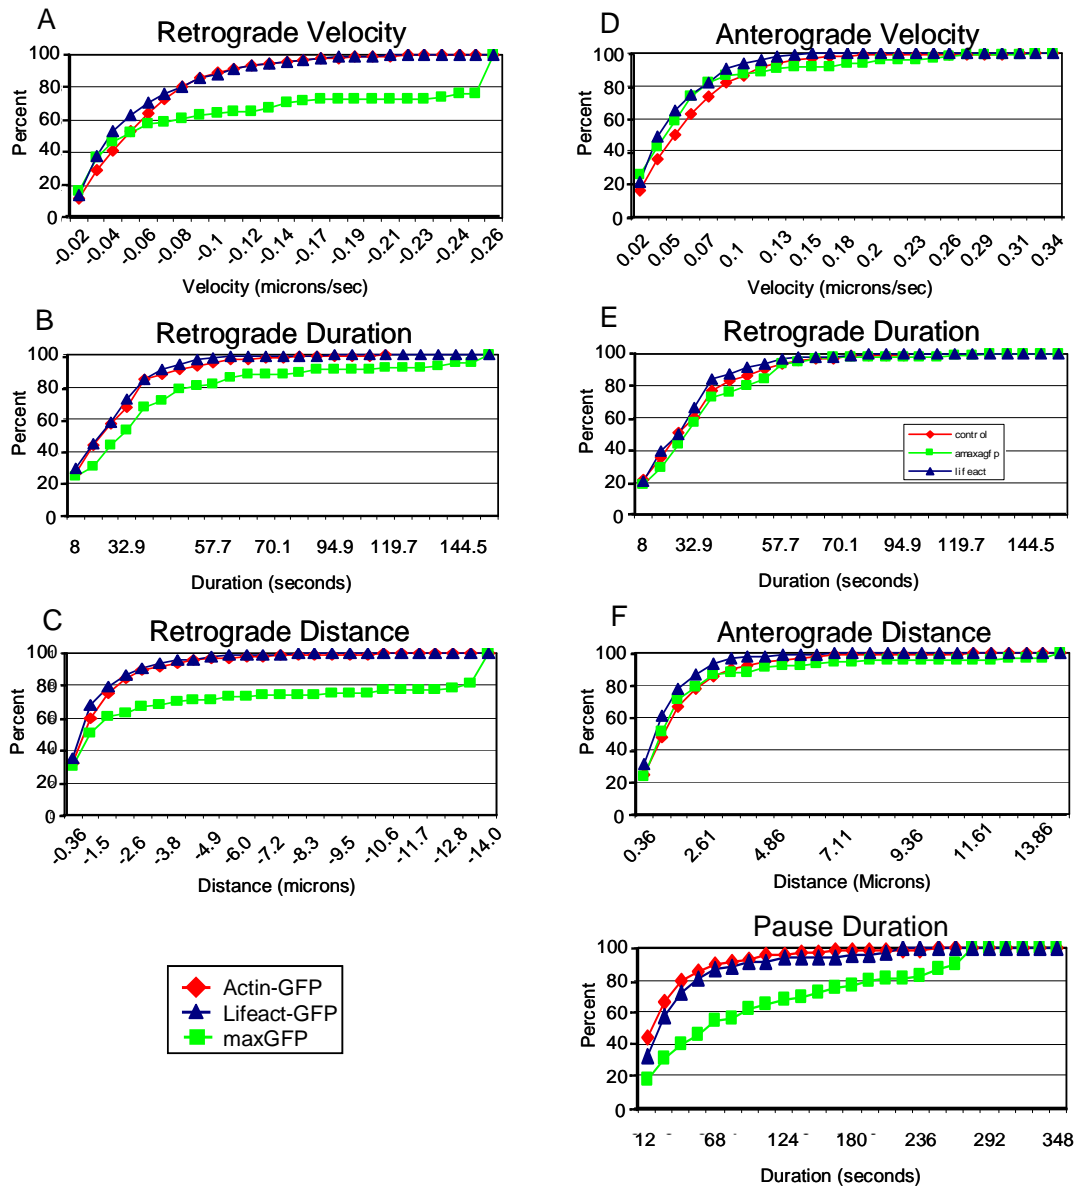 A
Retrograde Velocity
Percent
100
80
60
40
20
0
-0.02 -0.04 -0.06 -0.08 -0.1 -0.12 -0.14 -0.17 -0.19 -0.21 -0.23 -0.24 -0.26
Velocity (microns/sec)
B
Retrograde Duration
Percent
100
80
60
40
20
0
8 32.9 57.7 70.1 94.9 119.7 144.5
Duration (seconds)
C
Retrograde Distance
Percent
100
80
60
40
20
0
-0.36 -1.5 -2.6 -3.8 -4.9 -6.0 -7.2 -8.3 -9.5 -10.6 -11.7 -12.8 -14.0
Distance (microns)
Actin-GFP
Lifeact-GFP
maxGFP
D
Anterograde Velocity
Percent
100
80
60
40
20
0
0.02 0.05 0.07 0.1 0.13 0.15 0.18 0.2 0.23 0.26 0.29 0.31 0.34
Velocity (microns/sec)
E
Retrograde Duration
Percent
100
80
60
40
20
0
control
amaxagfp
lifeact
8 32.9 57.7 70.1 94.9 119.7 144.5
Duration (seconds)
F
Anterograde Distance
Percent
100
80
60
40
20
0
0.36 2.61 4.86 7.11 9.36 11.61 13.86
Distance (Microns)
Pause Duration
Percent
100
80
60
40
20
0
12 68 124 180 236 292 348
Duration (seconds)